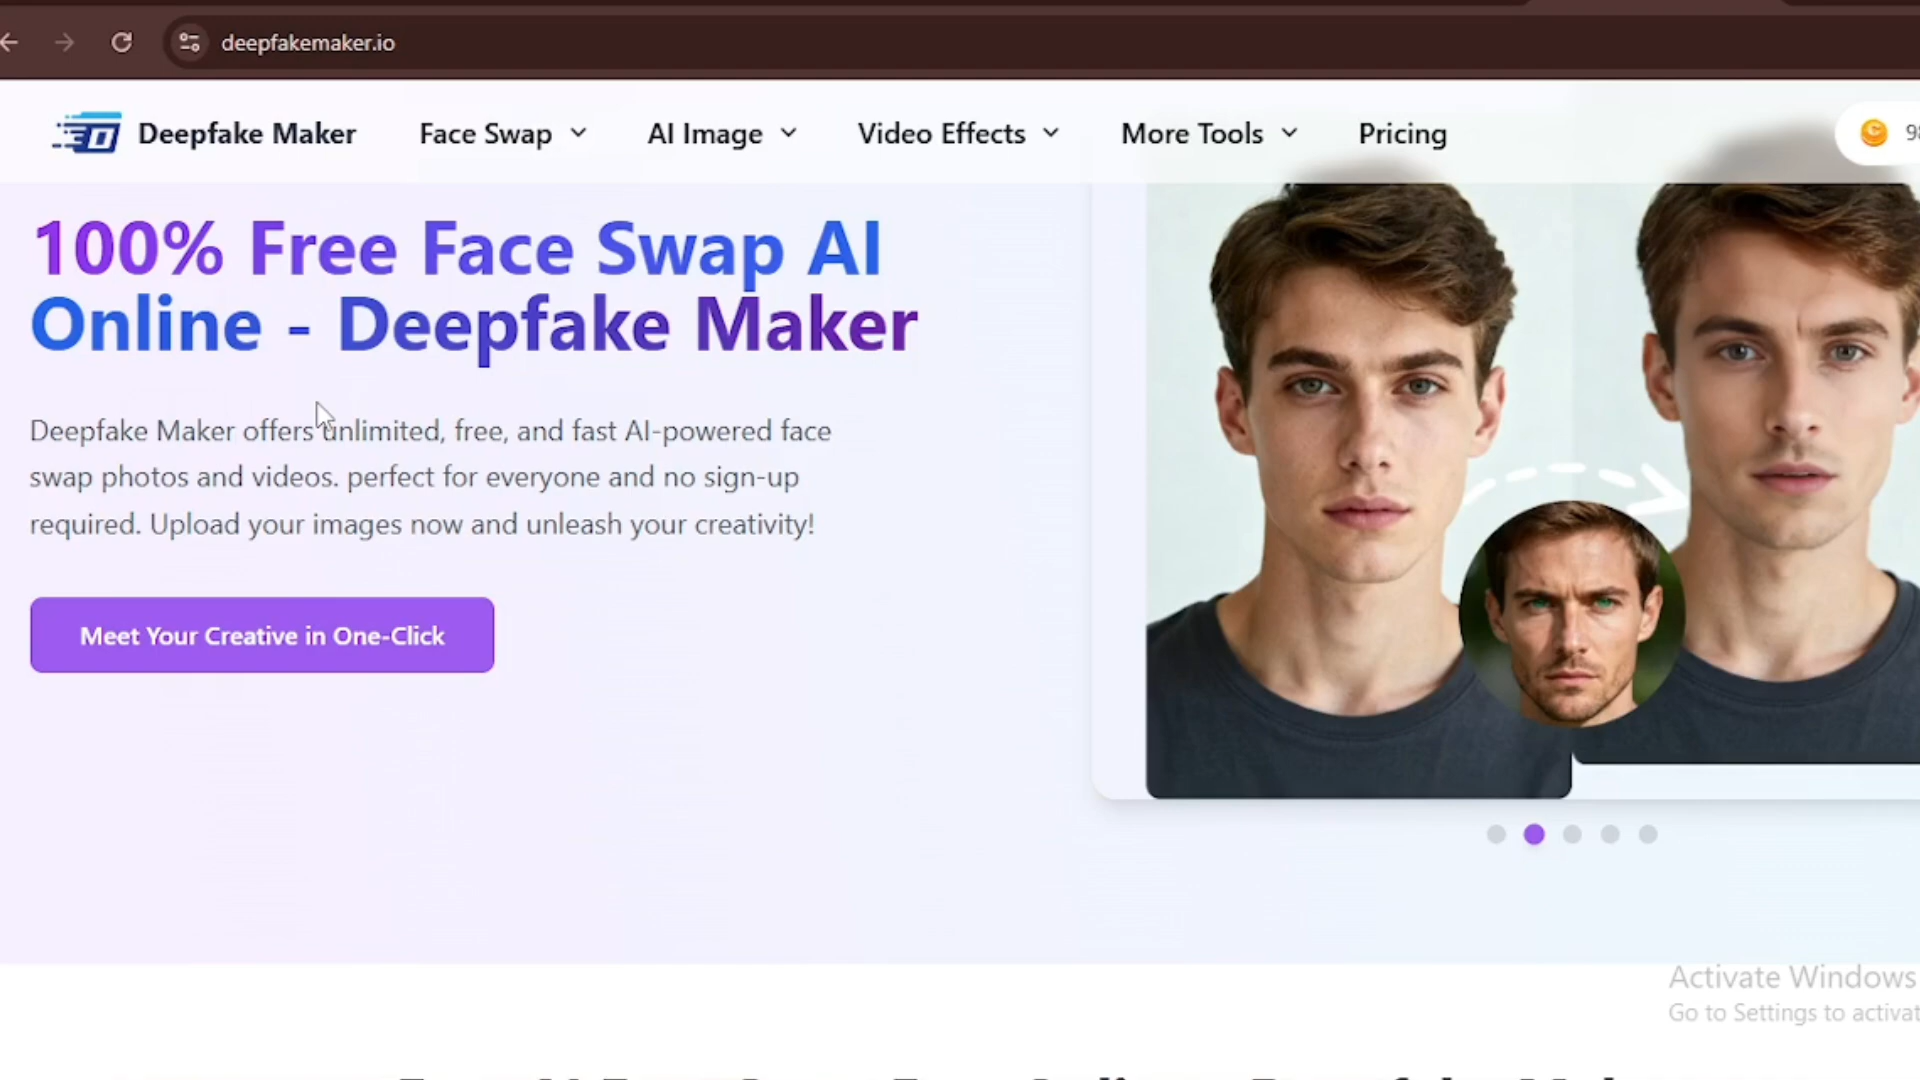 deepfakemaker.io
Deepfake Maker
Face Swap
AI Image
Video Effects
More Tools
Pricing
100% Free Face Swap AI
Online - Deepfake Maker
Deepfake Maker offers unlimited, free, and fast AI-powered face
swap photos and videos. perfect for everyone and no sign-up
required. Upload your images now and unleash your creativity!
Meet Your Creative in One-Click
Activate Windows
Go to Settings to activat